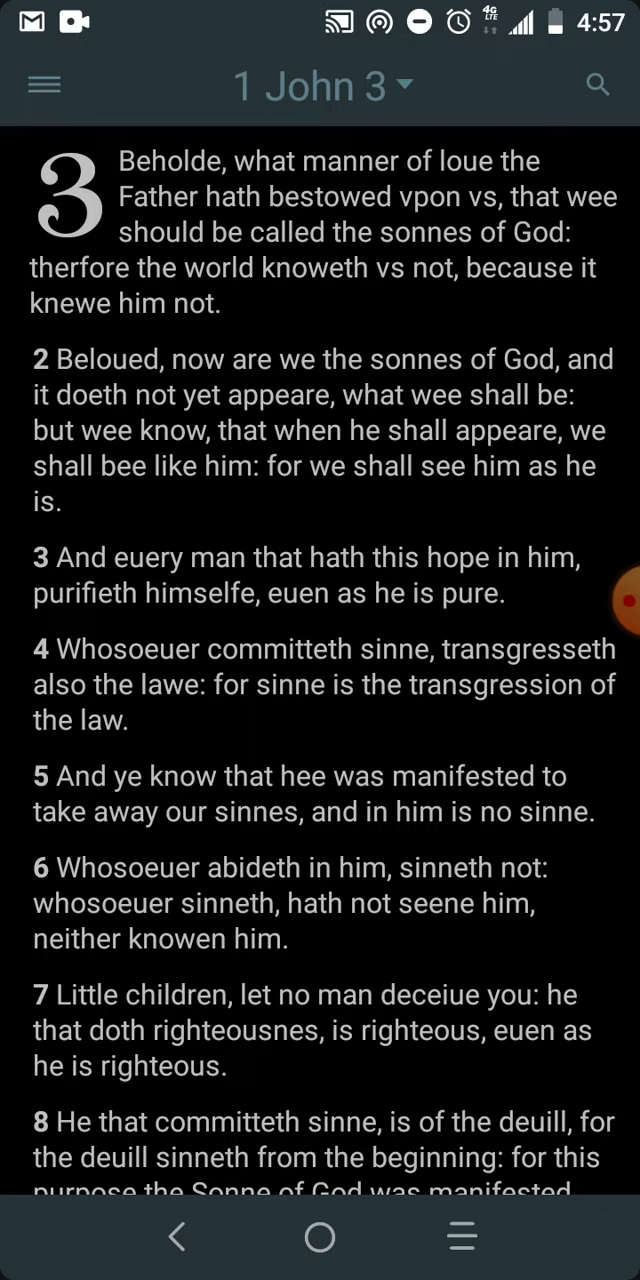 4G
LTE
4:57
1 John 3
3
Beholde, what manner of loue the
Father hath bestowed vpon vs, that wee
should be called the sonnes of God:
therfore the world knoweth vs not, because it
knewe him not.
2 Beloued, now are we the sonnes of God, and
it doeth not yet appeare, what wee shall be:
but wee know, that when he shall appeare, we
shall bee like him: for we shall see him as he
is.
3 And euery man that hath this hope in him,
purifieth himselfe, euen as he is pure.
4 Whosoeuer committeth sinne, transgresseth
also the lawe: for sinne is the transgression of
the law.
5 And ye know that hee was manifested to
take away our sinnes, and in him is no sinne.
6 Whosoeuer abideth in him, sinneth not:
whosoeuer sinneth, hath not seene him,
neither knowen him.
7 Little children, let no man deceiue you: he
that doth righteousnes, is righteous, euen as
he is righteous.
8 He that committeth sinne, is of the deuill, for
the deuill sinneth from the beginning: for this
purpose the Sonne of God was manifested